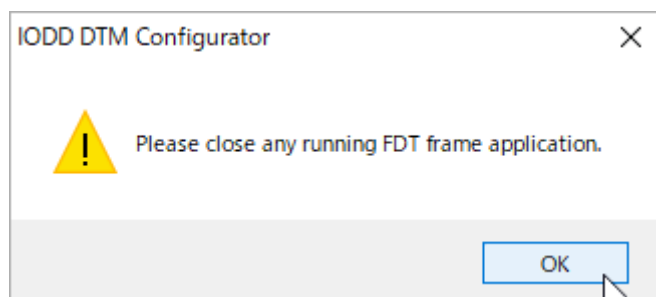 IODD DTM Configurator
Please close any running FDT frame application.
OK